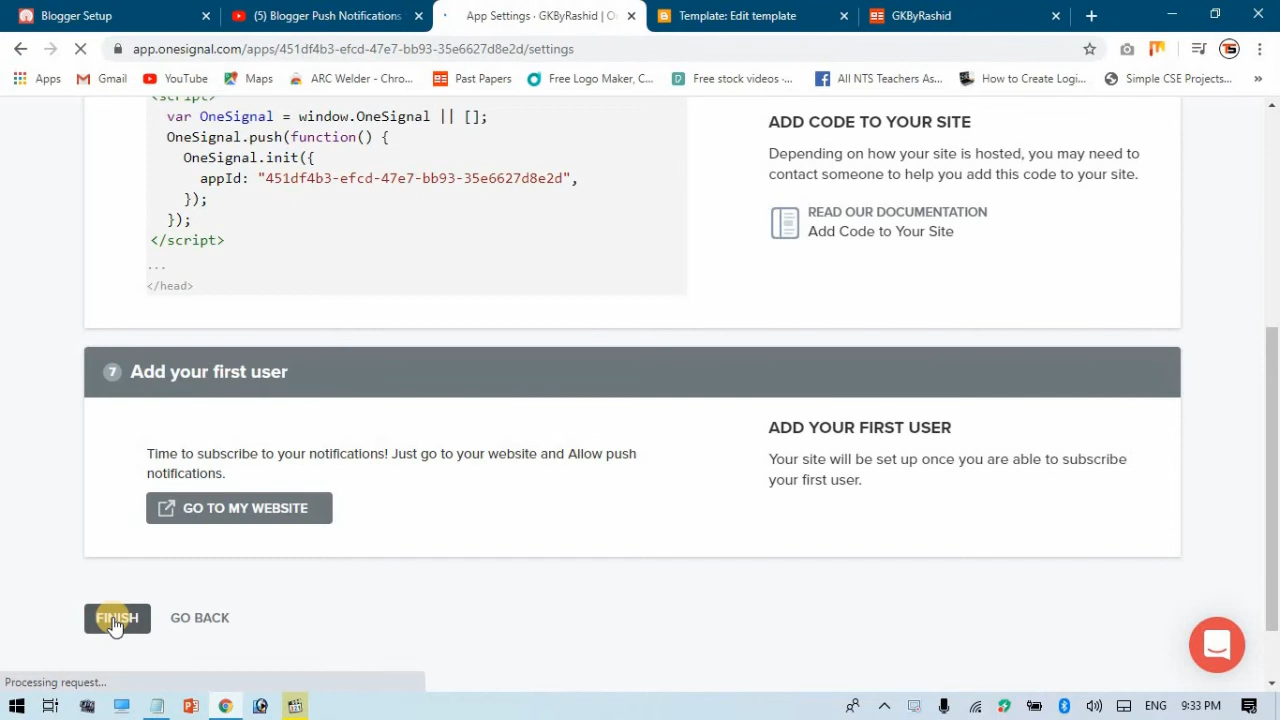 Blogger Setup
(5) Blogger Push Notifications
App Settings · GKByRashid | O
Template: Edit template
GKByRashid
app.onesignal.com/apps/451df4b3-efcd-47e7-bb93-35e6627d8e2d/settings
Apps
Gmail
YouTube
Maps
ARC Welder - Chro...
Past Papers
Free Logo Maker, C...
Free stock videos -...
All NTS Teachers As...
How to Create Logi...
Simple CSE Projects...
»
<script>
var OneSignal = window.OneSignal || [];
OneSignal.push(function() {
OneSignal.init({
appId: "451df4b3-efcd-47e7-bb93-35e6627d8e2d",
});
});
</script>
...
</head>
ADD CODE TO YOUR SITE
Depending on how your site is hosted, you may need to
contact someone to help you add this code to your site.
READ OUR DOCUMENTATION
Add Code to Your Site
7 Add your first user
Time to subscribe to your notifications! Just go to your website and Allow push
notifications.
GO TO MY WEBSITE
ADD YOUR FIRST USER
Your site will be set up once you are able to subscribe
your first user.
FINISH
GO BACK
Processing request...
ENG
9:33 PM